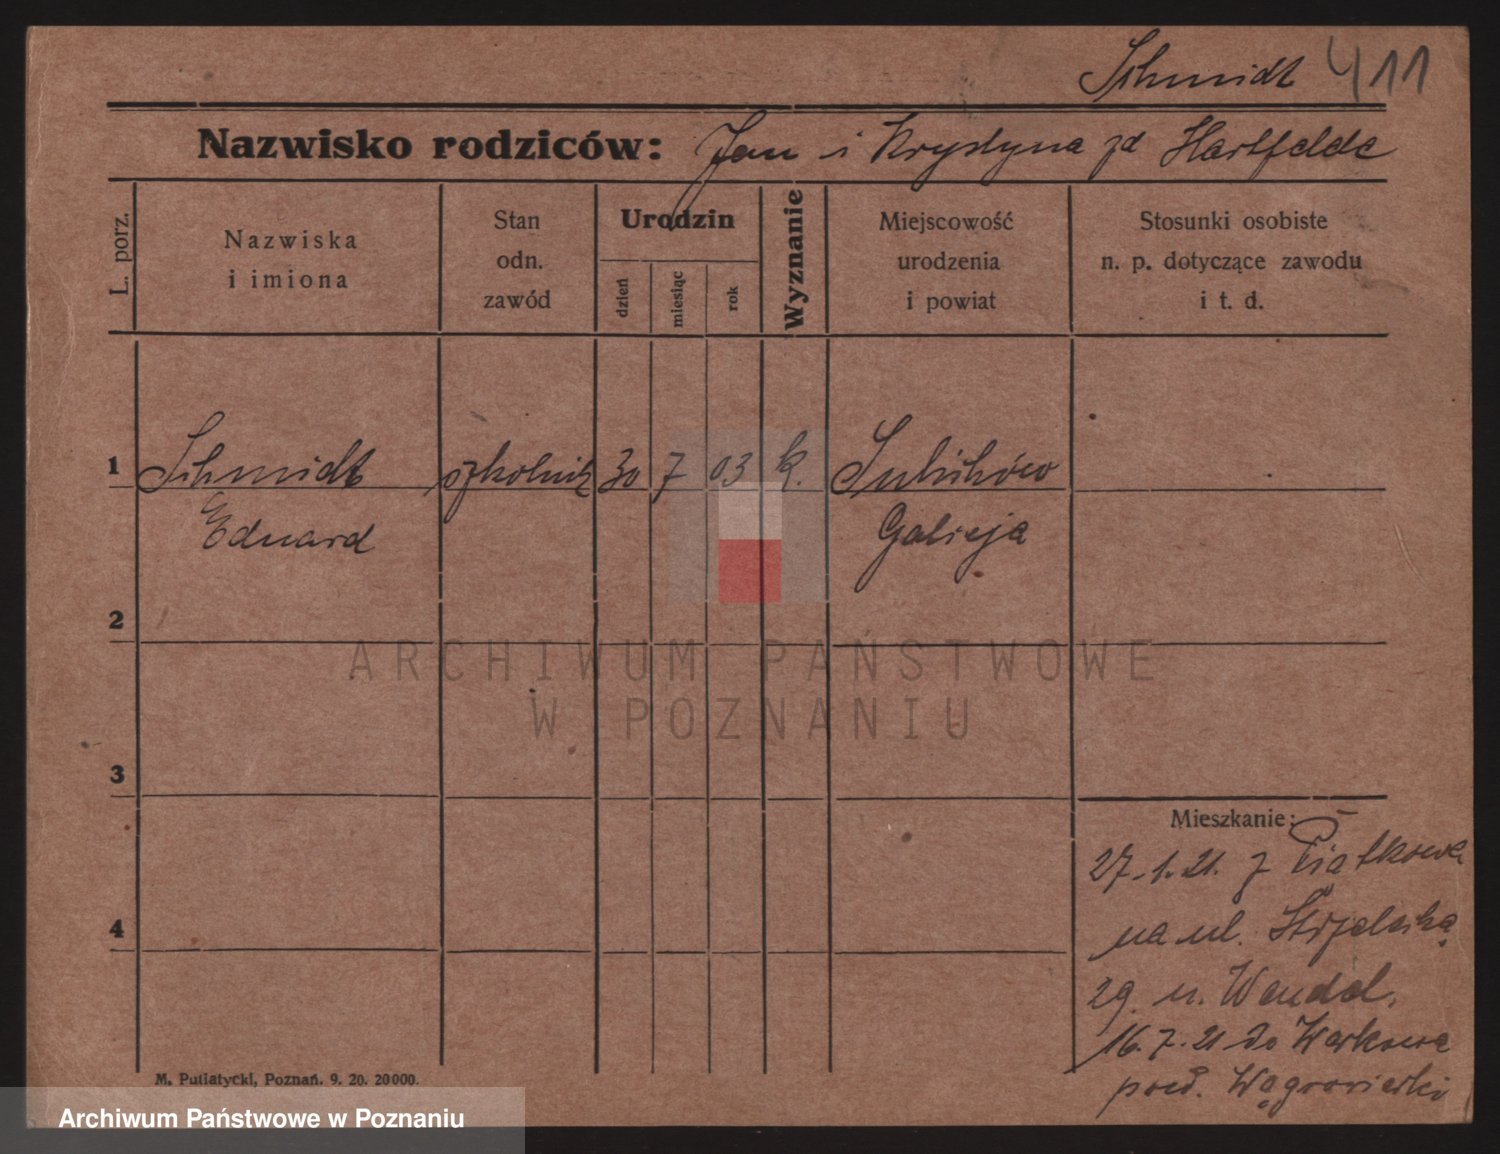 Schmidt 411
Nazwisko rodziców: Jan i Krystyna zd Hartfelde
L. porz.
Nazwiska
i imiona
Stan
odn.
zawód
Urodzin
dzień
miesiąc
rok
Wyznanie
Miejscowość
urodzenia
i powiat
Stosunki osobiste
n. p. dotyczące zawodu
i t. d.
1 Schmidt szkolnik 30 7 03 k.
Eduard Galicja
2
ARCHIWUM PAŃSTWOWE
W POZNANIU
3
Mieszkanie:
27.1.21. z Piątkowa
na ul. Strzelecką
29. u. Wendel.
4
16.7.21 do Warkowa
pow. Wągrowiecki
M. Putiatycki, Poznań. 9. 20. 20000.
Archiwum Państwowe w Poznaniu